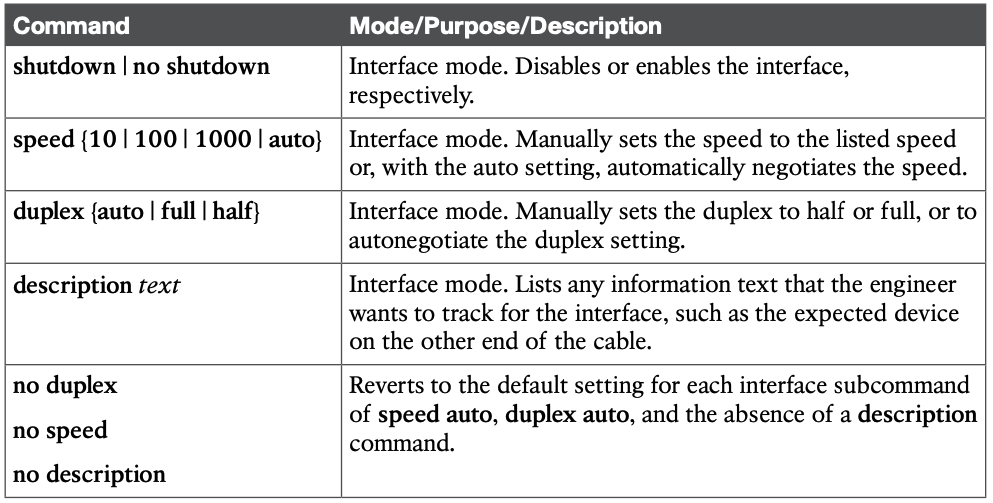 Command Mode/Purpose/Description
shutdown | no shutdown Interface mode. Disables or enables the interface,
respectively.
speed {10 | 100 | 1000 | auto} Interface mode. Manually sets the speed to the listed speed
or, with the auto setting, automatically negotiates the speed.
duplex {auto | full | half} Interface mode. Manually sets the duplex to half or full, or to
autonegotiate the duplex setting.
description text Interface mode. Lists any information text that the engineer
wants to track for the interface, such as the expected device
on the other end of the cable.
no duplex Reverts to the default setting for each interface subcommand
no speed of speed auto, duplex auto, and the absence of a description
no description command.